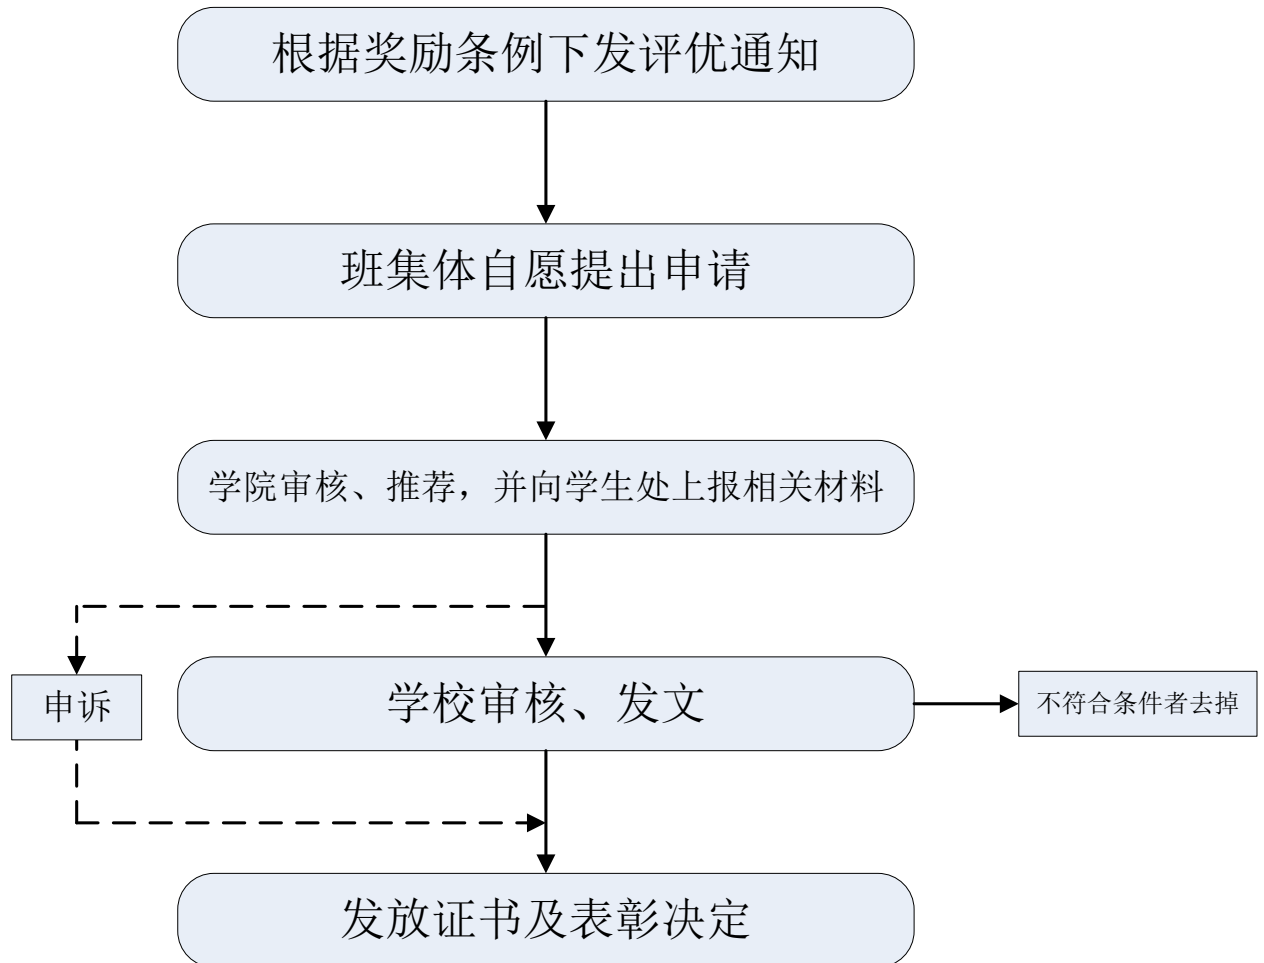 根据奖励条例下发评优通知
班集体自愿提出申请
学院审核、推荐，并向学生处上报相关材料
申诉
学校审核、发文
不符合条件者去掉
发放证书及表彰决定